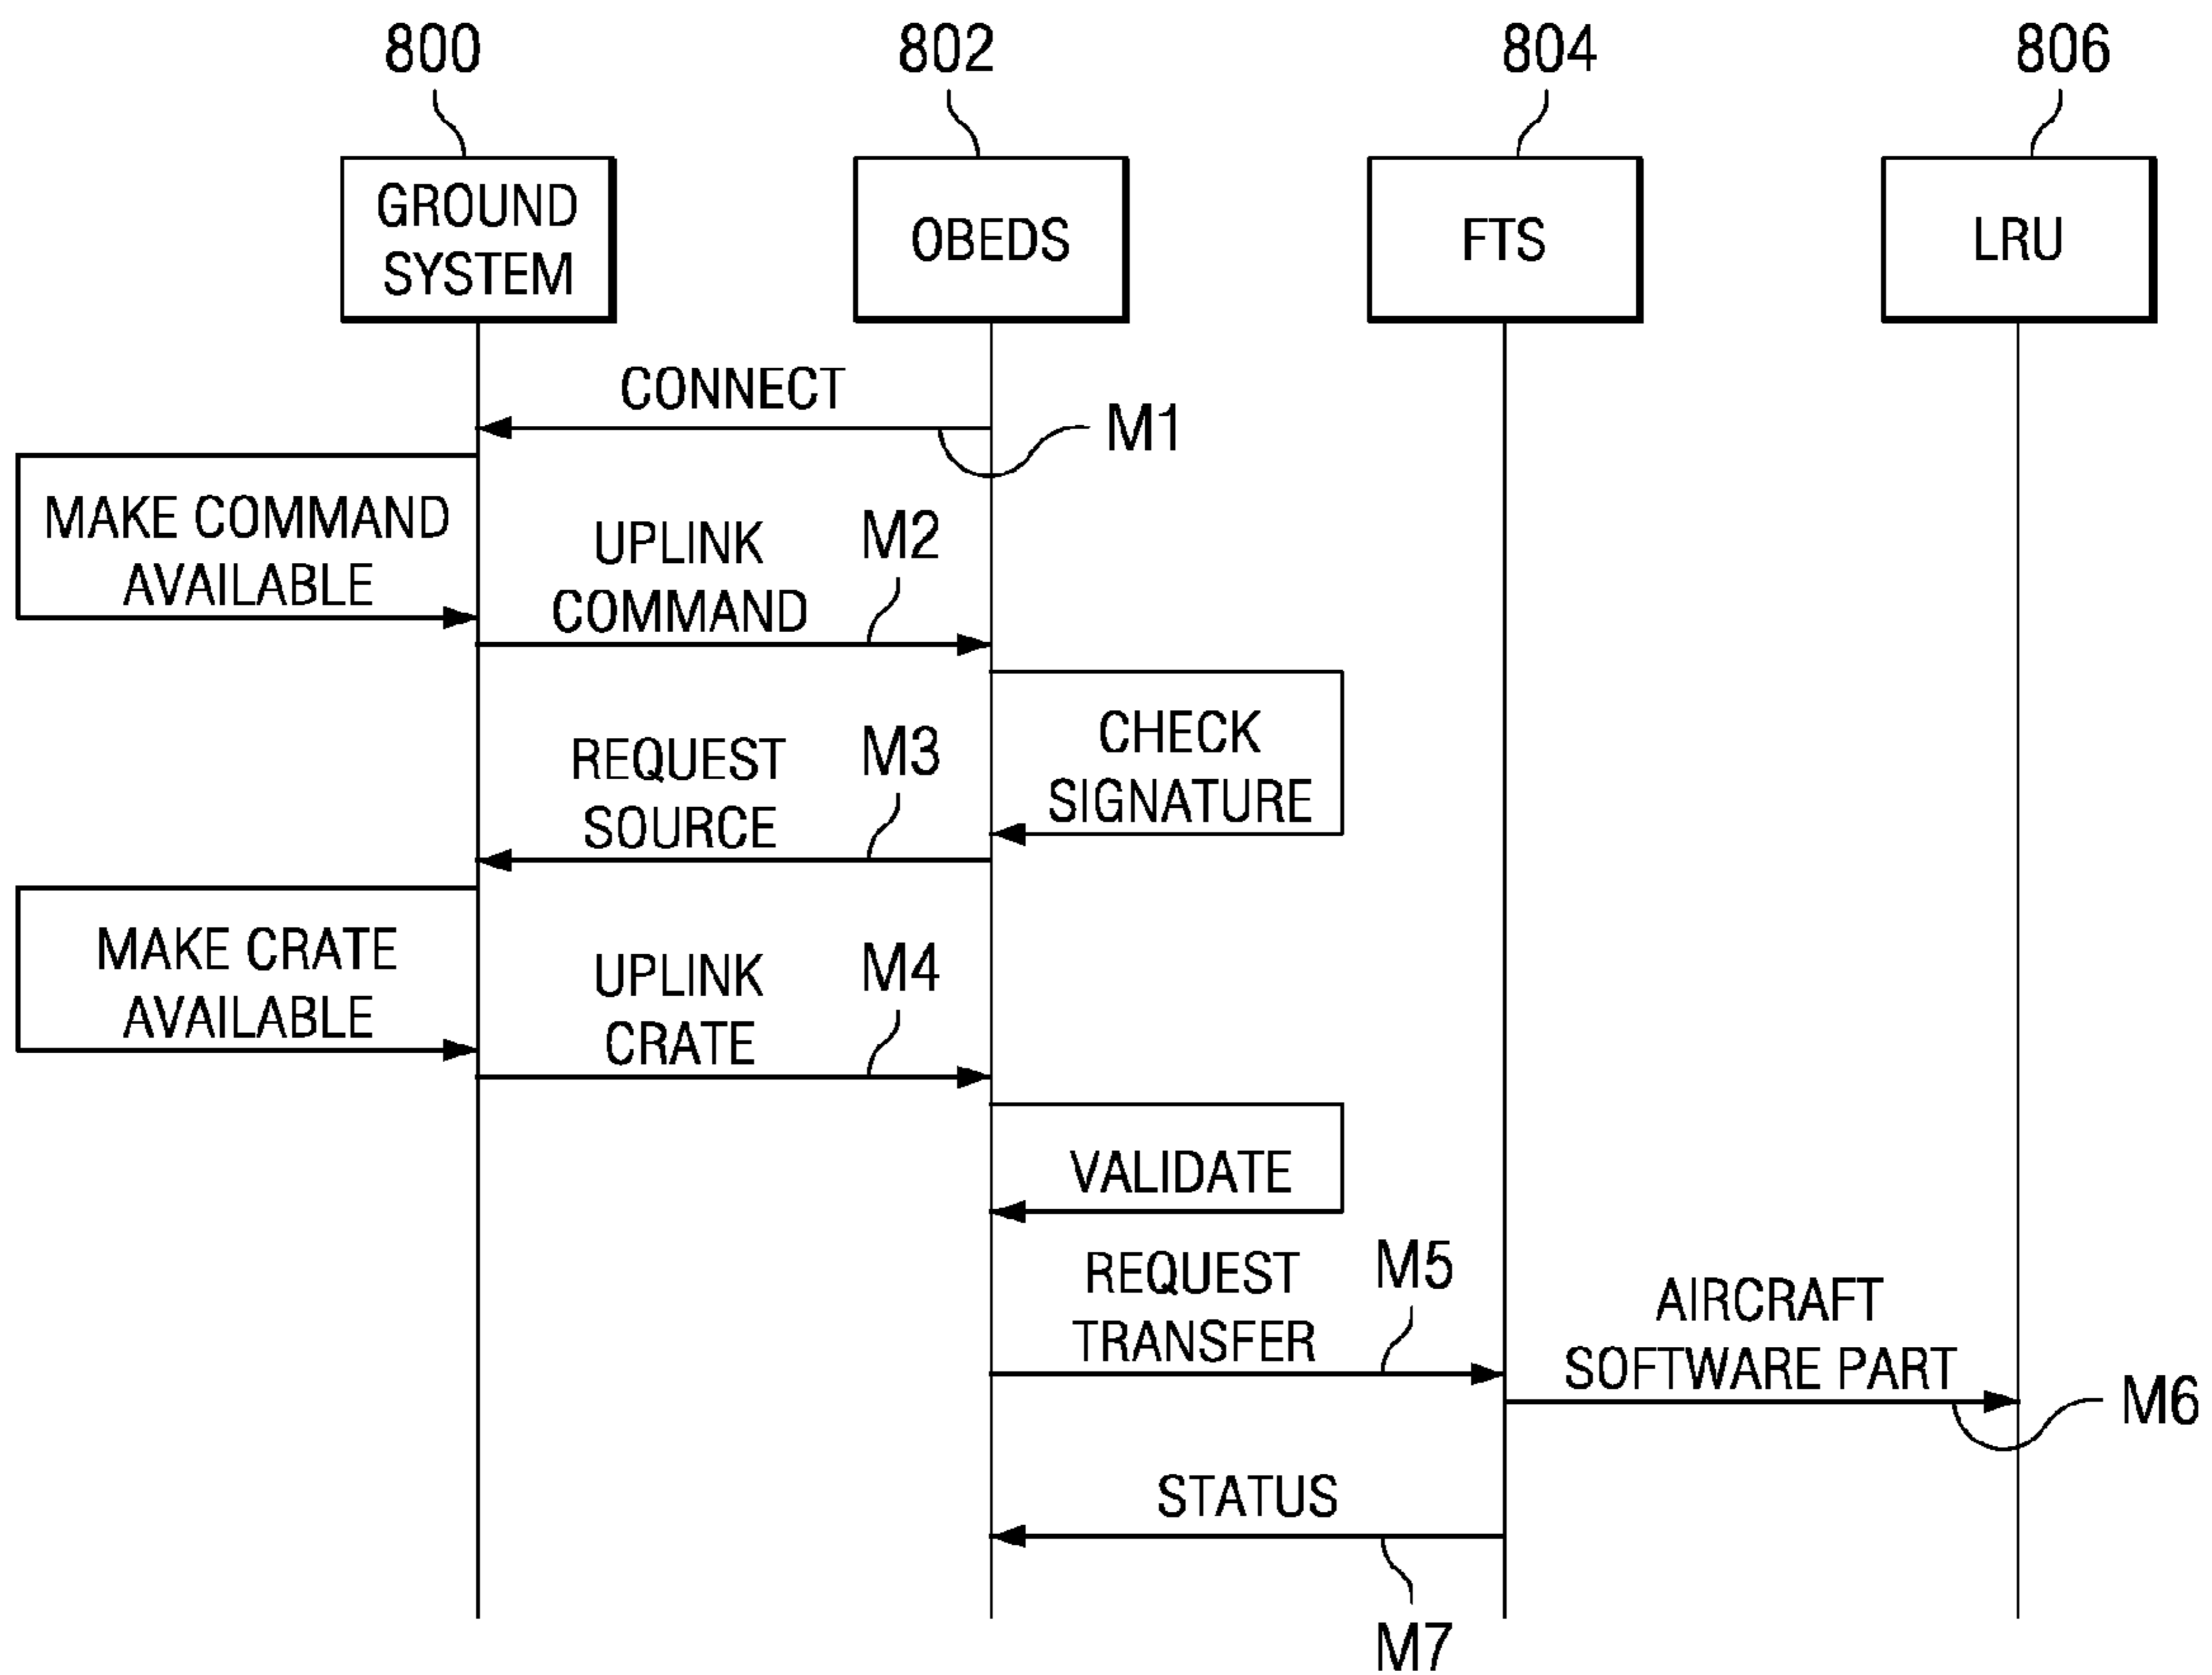 800
802
804
806
GROUND
SYSTEM
OBEDS
FTS
LRU
CONNECT
M1
MAKE COMMAND
AVAILABLE
UPLINK
COMMAND
M2
CHECK
SIGNATURE
REQUEST
SOURCE
M3
MAKE CRATE
AVAILABLE
UPLINK
CRATE
M4
VALIDATE
REQUEST
TRANSFER
M5
AIRCRAFT
SOFTWARE PART
M6
STATUS
M7